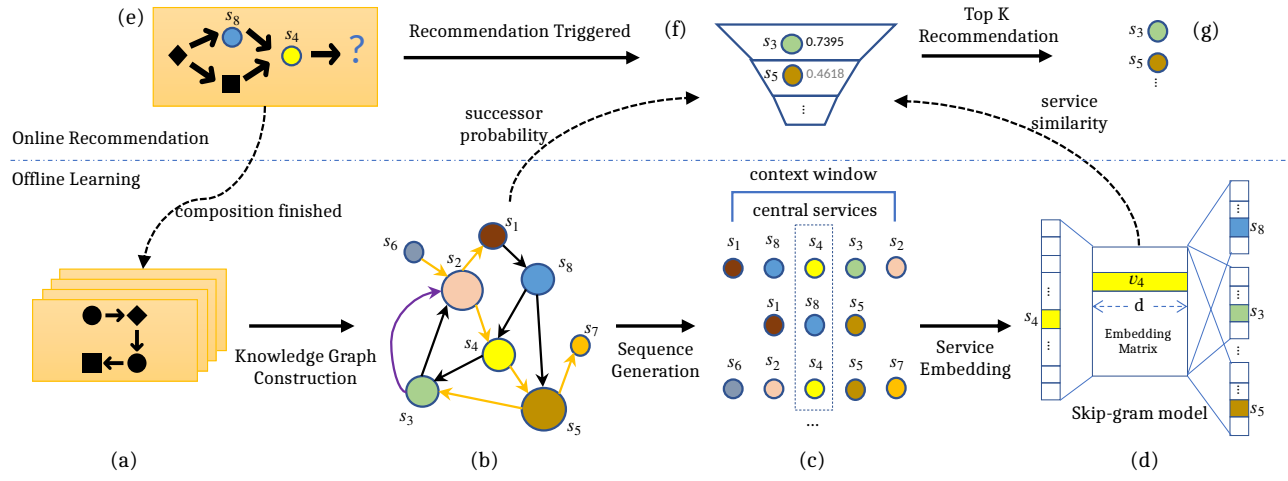 (e)
s₈
s₄
?
Recommendation Triggered
(f)
s₃ 0.7395
s₅ 0.4618
⋮
Top K
Recommendation
s₃
(g)
s₅
⋮
successor
probability
service
similarity
Online Recommendation
Offline Learning
composition finished
Knowledge Graph
Construction
s₁
s₆
s₂
s₈
s₇
s₄
s₃
s₅
Sequence
Generation
context window
central services
s₁ s₈ s₄ s₃ s₂
s₁ s₈ s₅
s₆ s₂ s₄ s₅ s₇
...
Service
Embedding
s₄
⋮
⋮
v₄
d
Embedding
Matrix
Skip-gram model
⋮
s₈
⋮
s₃
⋮
...
⋮
s₅
(a)
(b)
(c)
(d)